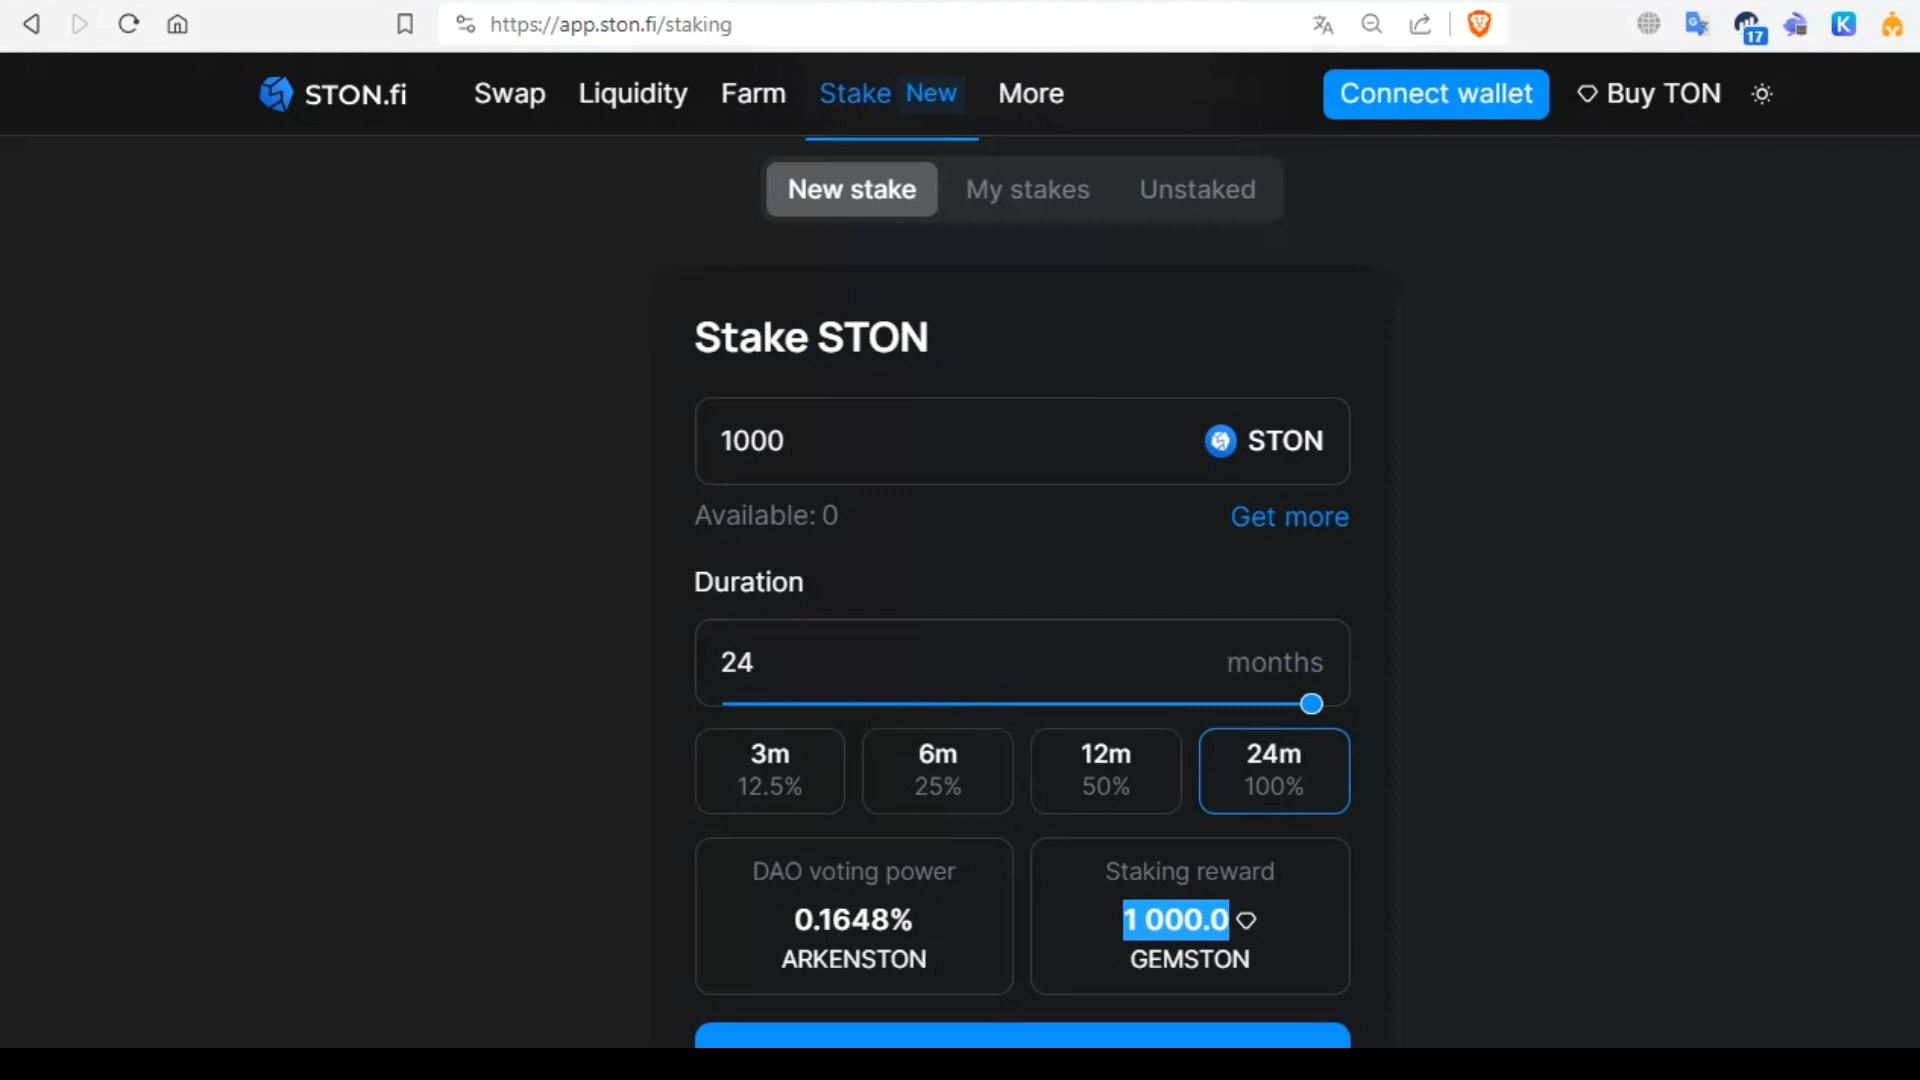 https://app.ston.fi/staking
17
K
STON.fi
Swap
Liquidity
Farm
Stake New
More
Connect wallet
Buy TON
New stake
My stakes
Unstaked
Stake STON
1000
STON
Available: 0
Get more
Duration
24
months
3m
12.5%
6m
25%
12m
50%
24m
100%
DAO voting power
0.1648%
ARKENSTON
Staking reward
1 000.0
GEMSTON